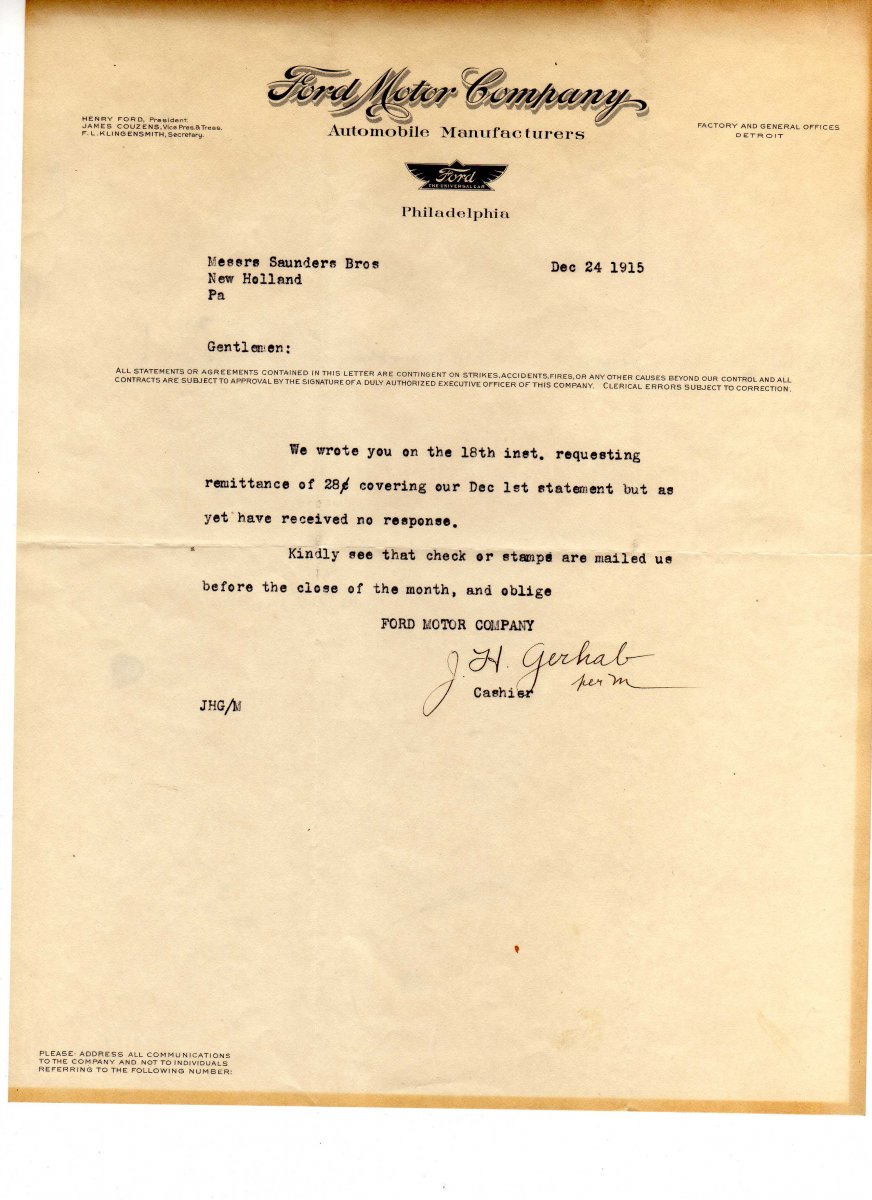 Ford Motor Company
Automobile Manufacturers
HENRY FORD, President.
JAMES COUZENS, Vice Pres. & Treas.
F. L. KLINGENSMITH, Secretary.
FACTORY AND GENERAL OFFICES
DETROIT
Ford
THE UNIVERSAL CAR
Philadelphia
Messrs Saunders Bros
New Holland
Pa
Dec 24 1915
Gentlemen:
ALL STATEMENTS OR AGREEMENTS CONTAINED IN THIS LETTER ARE CONTINGENT ON STRIKES, ACCIDENTS, FIRES, OR ANY OTHER CAUSES BEYOND OUR CONTROL AND ALL
CONTRACTS ARE SUBJECT TO APPROVAL BY THE SIGNATURE OF A DULY AUTHORIZED EXECUTIVE OFFICER OF THIS COMPANY. CLERICAL ERRORS SUBJECT TO CORRECTION.
We wrote you on the 18th inst. requesting
remittance of 28¢ covering our Dec 1st statement but as
yet have received no response.
Kindly see that check or stamps are mailed us
before the close of the month, and oblige
FORD MOTOR COMPANY
J. H. Gerhab
per M
Cashier
JHG/M
PLEASE ADDRESS ALL COMMUNICATIONS
TO THE COMPANY AND NOT TO INDIVIDUALS
REFERRING TO THE FOLLOWING NUMBER: